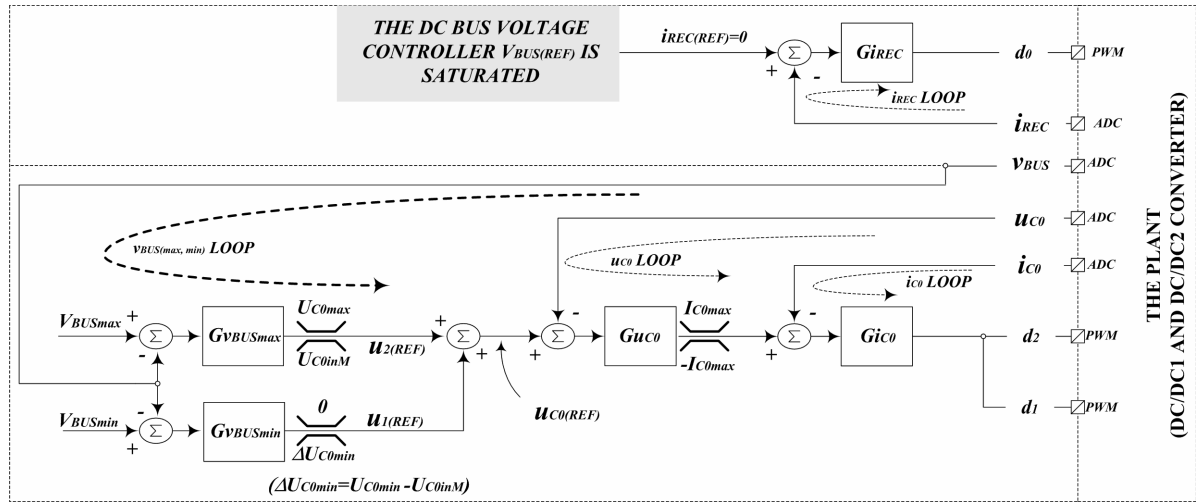 THE DC BUS VOLTAGE
CONTROLLER VBUS(REF) IS
SATURATED
iREC(REF)=0
Σ
+
-
GiREC
iREC LOOP
d0
PWM
iREC
ADC
vBUS
ADC
uC0
ADC
iC0
ADC
vBUS(max, min) LOOP
uC0 LOOP
iC0 LOOP
VBUSmax
+
Σ
-
GvBUSmax
UC0max
UC0inM
u2(REF)
+
Σ
+
+
Σ
-
GuC0
IC0max
-IC0max
+
Σ
-
GiC0
d2
PWM
d1
PWM
uC0(REF)
VBUSmin
-
Σ
+
GvBUSmin
0
ΔUC0min
u1(REF)
(ΔUC0min=UC0min -UC0inM)
THE PLANT
(DC/DC1 AND DC/DC2 CONVERTER)